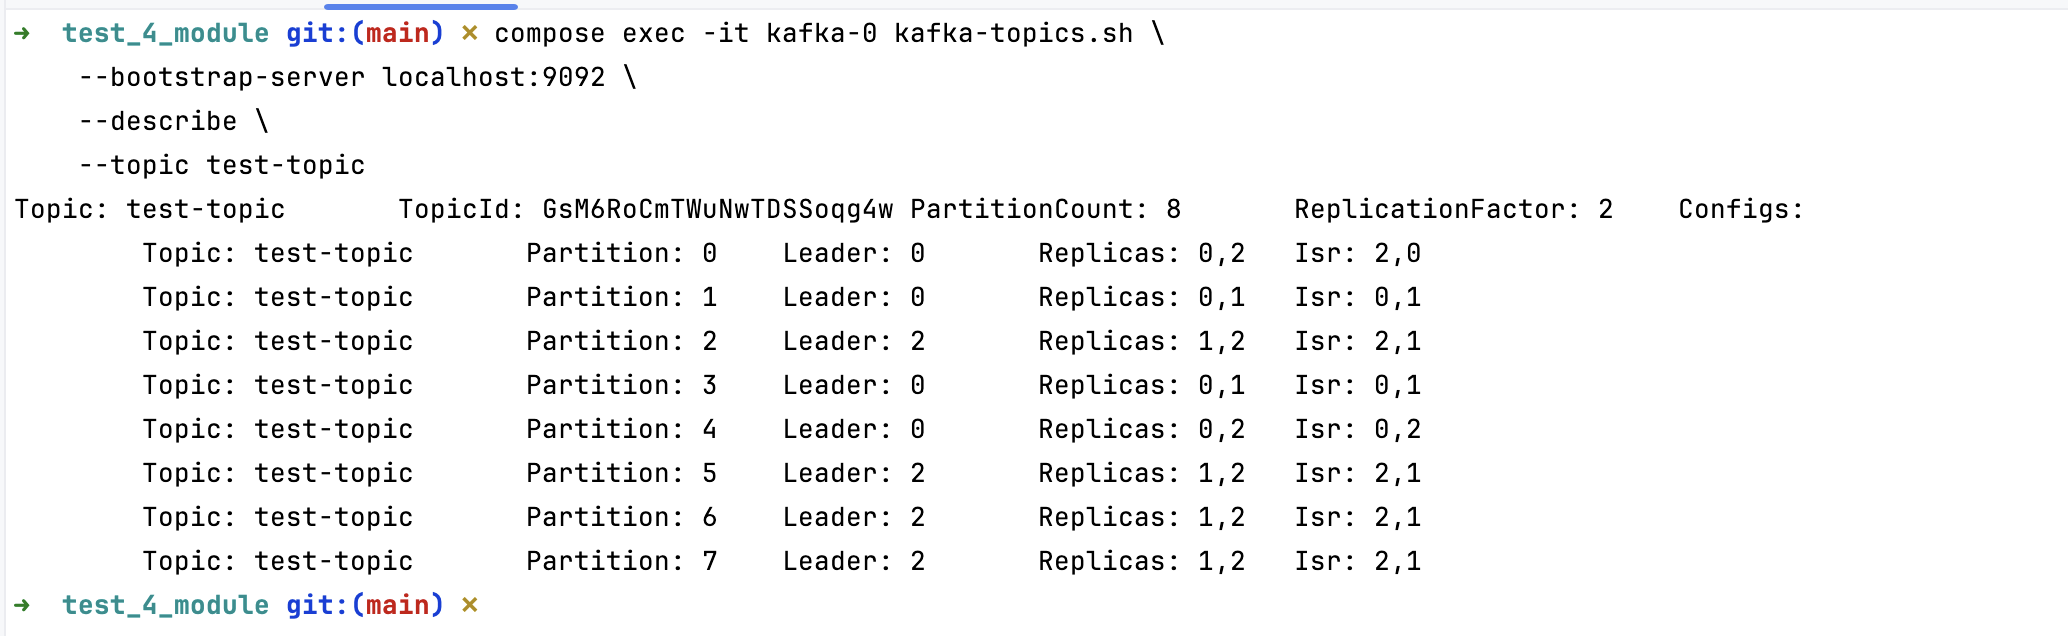 → test_4_module git:(main) × compose exec -it kafka-0 kafka-topics.sh \
--bootstrap-server localhost:9092 \
--describe \
--topic test-topic
Topic: test-topic TopicId: GsM6RoCmTWuNwTDSSoqg4w PartitionCount: 8 ReplicationFactor: 2 Configs:
Topic: test-topic Partition: 0 Leader: 0 Replicas: 0,2 Isr: 2,0
Topic: test-topic Partition: 1 Leader: 0 Replicas: 0,1 Isr: 0,1
Topic: test-topic Partition: 2 Leader: 2 Replicas: 1,2 Isr: 2,1
Topic: test-topic Partition: 3 Leader: 0 Replicas: 0,1 Isr: 0,1
Topic: test-topic Partition: 4 Leader: 0 Replicas: 0,2 Isr: 0,2
Topic: test-topic Partition: 5 Leader: 2 Replicas: 1,2 Isr: 2,1
Topic: test-topic Partition: 6 Leader: 2 Replicas: 1,2 Isr: 2,1
Topic: test-topic Partition: 7 Leader: 2 Replicas: 1,2 Isr: 2,1
→ test_4_module git:(main) ×